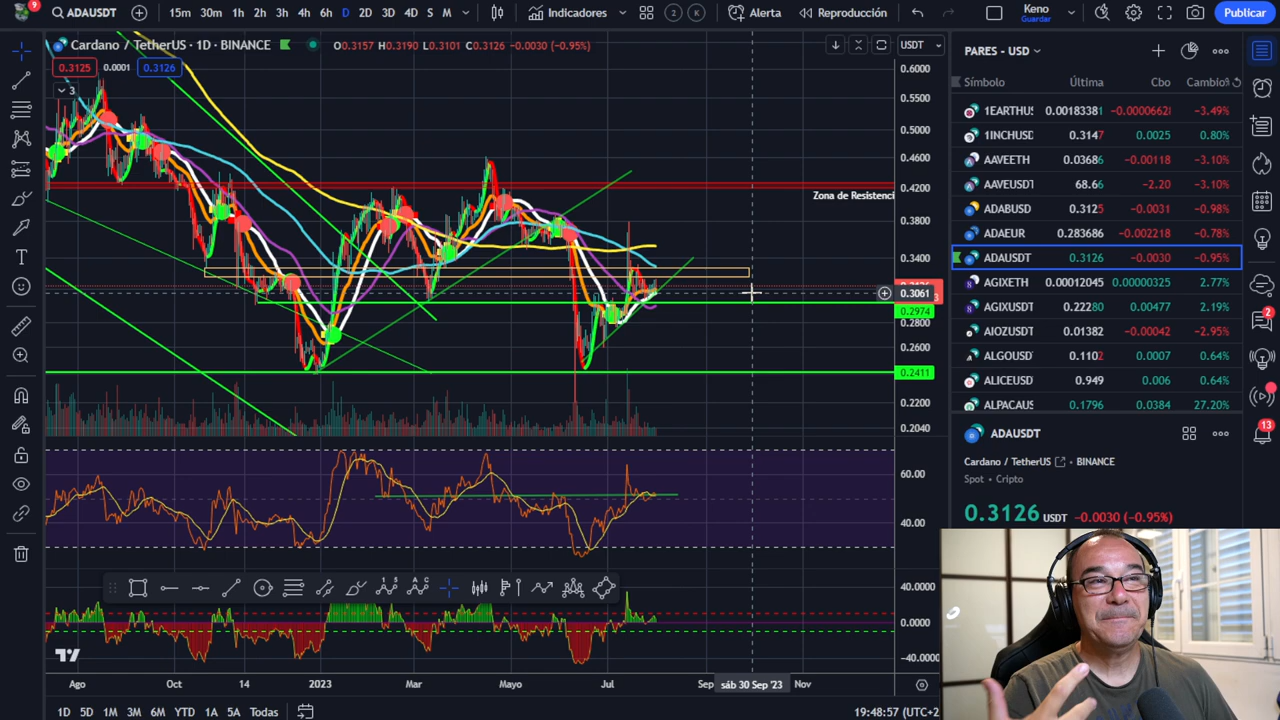 9 ADAUSDT 15m 30m 1h 2h 3h 4h 6h D 2D 3D 4D S M Indicadores 2 K Alerta Reproducción Keno Guardar Publicar
Cardano / TetherUS · 1D · BINANCE O0.3157 H0.3190 L0.3101 C0.3126 −0.0030 (−0.95%) USDT
0.3125 0.0001 0.3126
3
0.6000
0.5500
0.5000
0.4600
0.4200
Zona de Resistenci
0.3800
0.3400
0.3061
0.2974
0.2800
0.2600
0.2411
0.2200
0.2040
60.00
40.00
40.0000
0.0000
−40.0000
Ago Oct 14 2023 Mar Mayo Jul Sep sáb 30 Sep '23 Nov
1D 5D 1M 3M 6M YTD 1A 5A Todas 19:48:57 (UTC+2
PARES - USD
Símbolo Última Cbo Cambio%
1EARTHUS 0.00183381 −0.0000662 −3.49%
1INCHUSD 0.3147 0.0025 0.80%
AAVEETH 0.03686 −0.00118 −3.10%
AAVEUSDT 68.66 −2.20 −3.10%
ADABUSD 0.3125 −0.0031 −0.98%
ADAEUR 0.283686 −0.002218 −0.78%
ADAUSDT 0.3126 −0.0030 −0.95%
AGIXETH 0.00012045 0.00000325 2.77%
AGIXUSDT 0.22280 0.00477 2.19%
AIOZUSDT 0.01382 −0.00042 −2.95%
ALGOUSD 0.1102 0.0007 0.64%
ALICEUSD 0.949 0.006 0.64%
ALPACAUS 0.1796 0.0384 27.20%
ADAUSDT
Cardano / TetherUS · BINANCE
Spot · Cripto
0.3126 USDT −0.0030 (−0.95%)
2
13